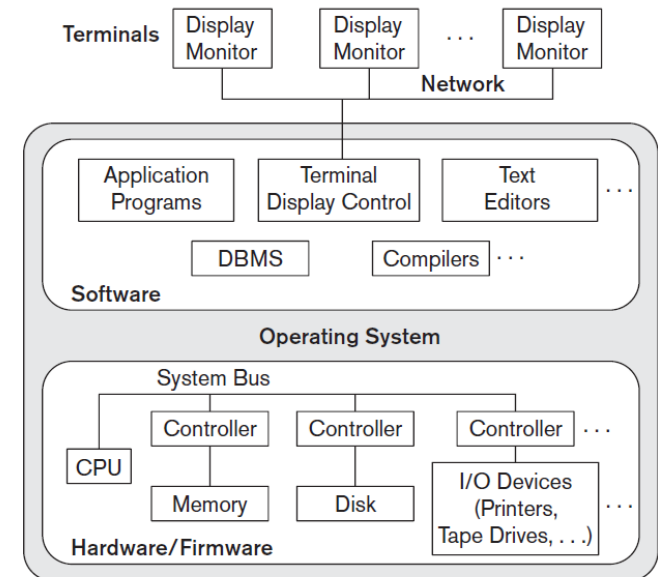 Terminals
Display
Monitor
Display
Monitor
. . .
Display
Monitor
Network
Application
Programs
Terminal
Display Control
Text
Editors
. . .
DBMS
Compilers
. . .
Software
Operating System
System Bus
Controller
Controller
Controller
. . .
CPU
Memory
Disk
I/O Devices
(Printers,
Tape Drives, . . .)
. . .
Hardware/Firmware